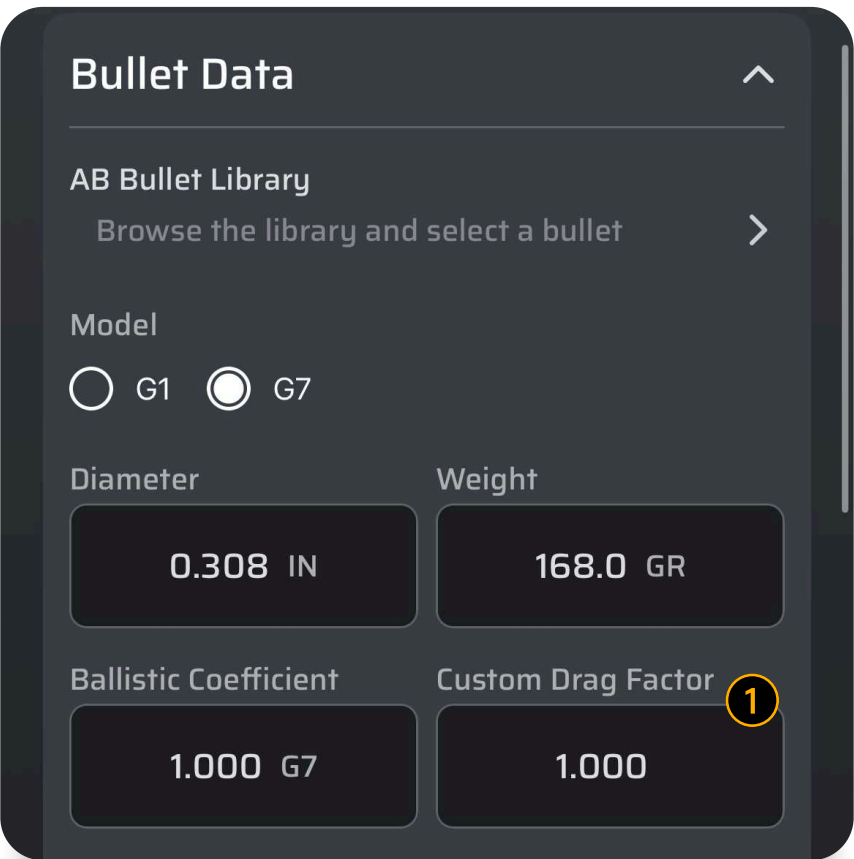 Bullet Data
AB Bullet Library
Browse the library and select a bullet
Model
G1 G7
Diameter Weight
0.308 IN 168.0 GR
Ballistic Coefficient Custom Drag Factor
1
1.000 G7 1.000